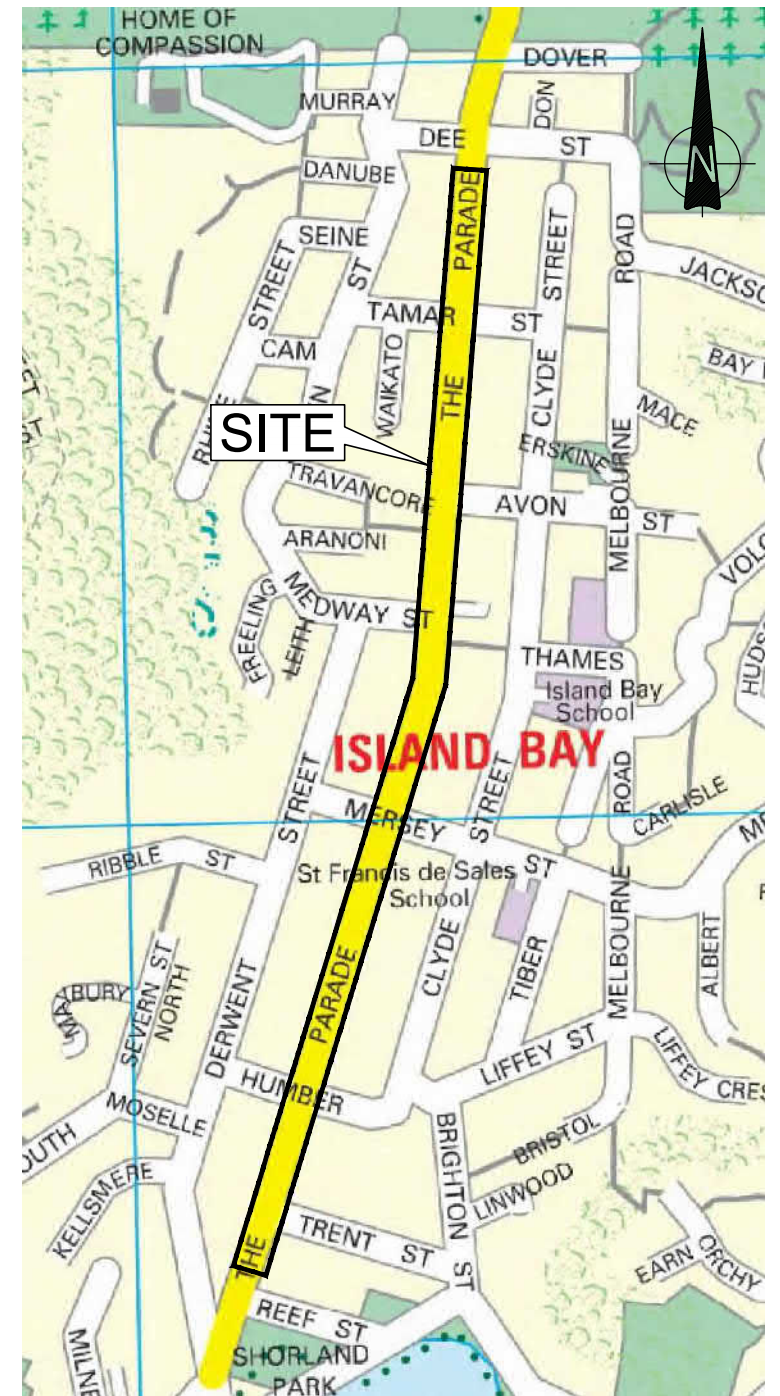 HOME OF
COMPASSION
DOVER
MURRAY
DON
DEE ST
N
DANUBE
THE PARADE
SEINE
STREET
ST
CLYDE STREET
ROAD
TAMAR ST
CAM
WAIKATO
BAY
MACE
SITE
ERSKINE
TRAVANCORE
AVON ST
MELBOURNE
ARANONI
MEDWAY ST
FREELING
LEITH
THAMES
Island Bay
School
ISLAND BAY
STREET
STREET
ROAD
CARLISLE
MERSEY ST
RIBBLE ST
St Francis de Sales
School
MELBOURNE
ALBERT
TIBER
CLYDE
PARADE
DERWENT
SEVERN ST
NORTH
LIFFEY ST
LIFFEY CRES
HUMBER
MOSELLE
BRISTOL
LINWOOD
BRIGHTON ST
KELLSMERE
TRENT ST
THE
EARN
ORCHY
REEF ST
SHORLAND
PARK